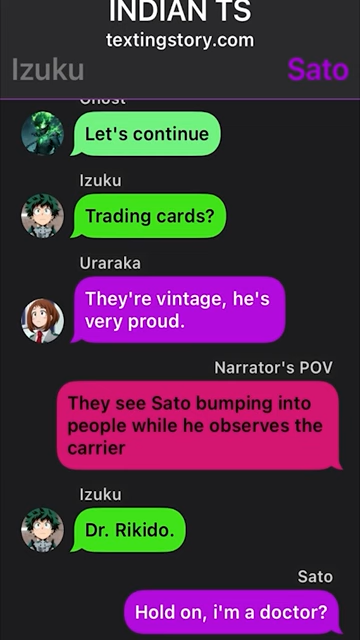 INDIAN TS
textingstory.com
Izuku
Sato
Ghost
Let's continue
Izuku
Trading cards?
Uraraka
They're vintage, he's
very proud.
Narrator's POV
They see Sato bumping into
people while he observes the
carrier
Izuku
Dr. Rikido.
Sato
Hold on, i'm a doctor?